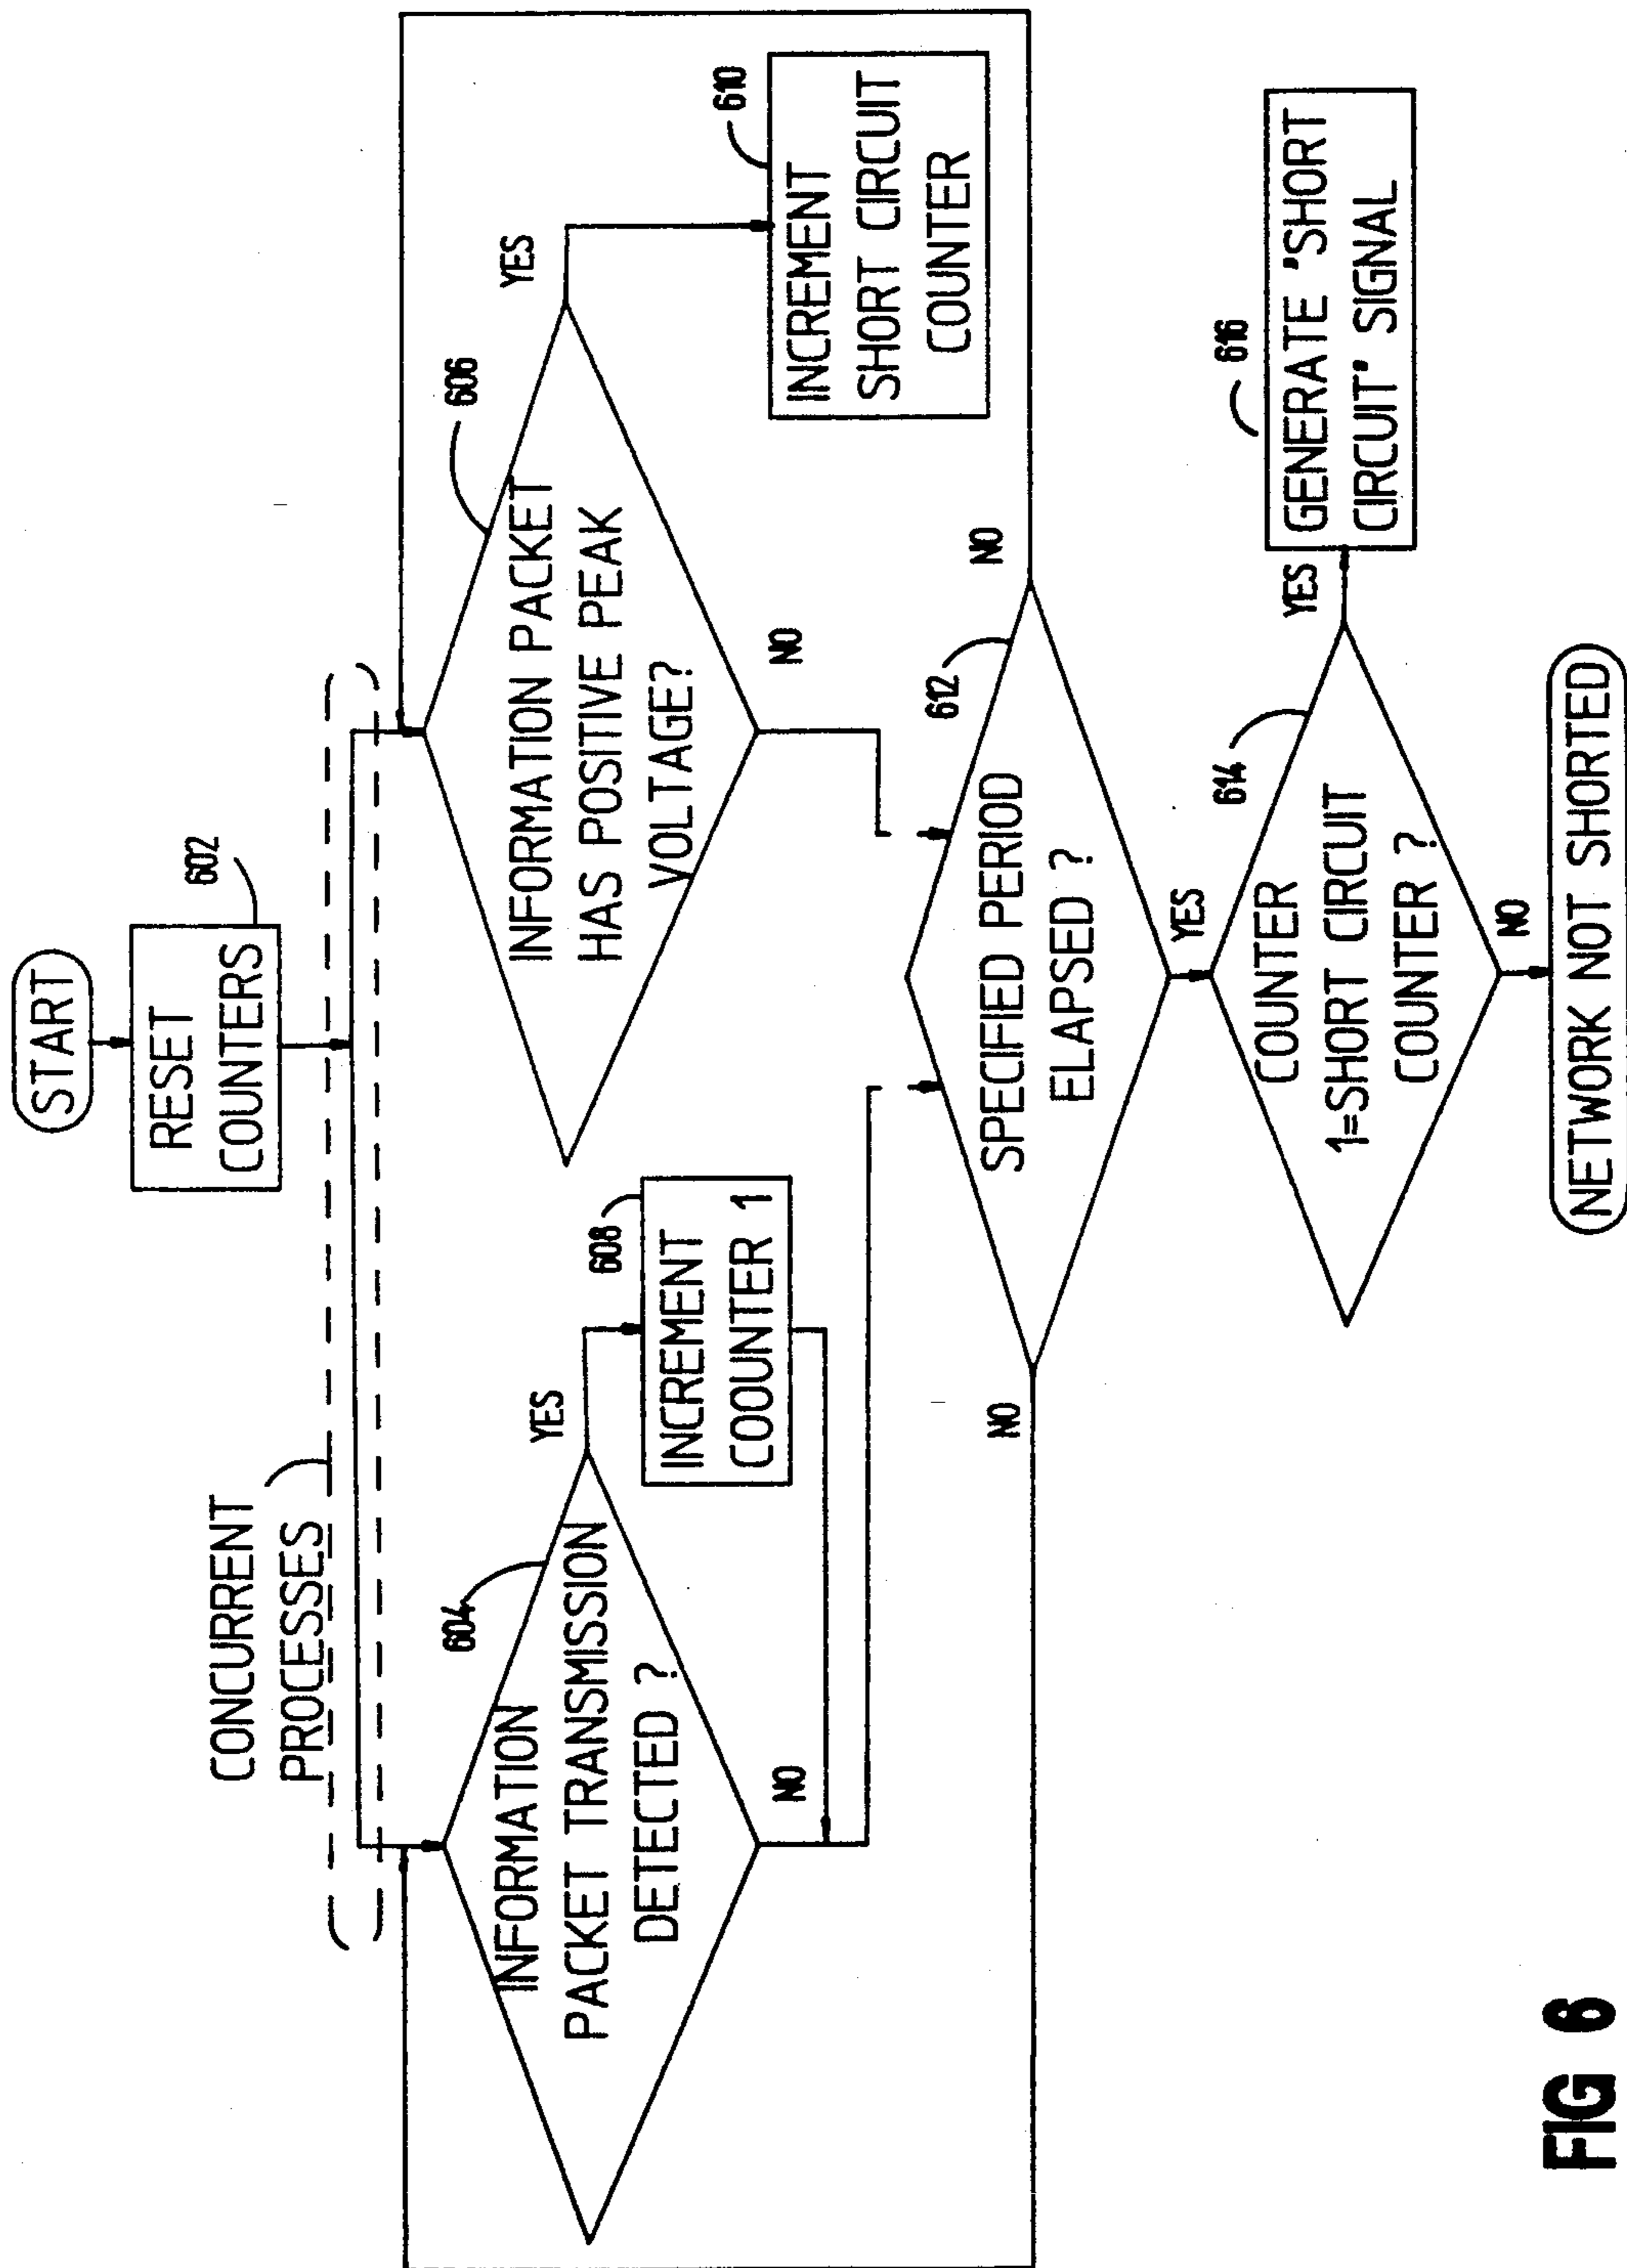 START
RESET
COUNTERS
602
CONCURRENT
PROCESSES
INFORMATION
PACKET TRANSMISSION
DETECTED ?
604
YES
NO
INCREMENT
COOUNTER 1
608
INFORMATION PACKET
HAS POSITIVE PEAK
VOLTAGE?
606
YES
NO
INCREMENT
SHORT CIRCUIT
COUNTER
610
SPECIFIED PERIOD
ELAPSED ?
612
NO
NO
YES
COUNTER
1=SHORT CIRCUIT
COUNTER ?
614
YES
NO
GENERATE 'SHORT
CIRCUIT' SIGNAL
616
NETWORK NOT SHORTED
FIG 6